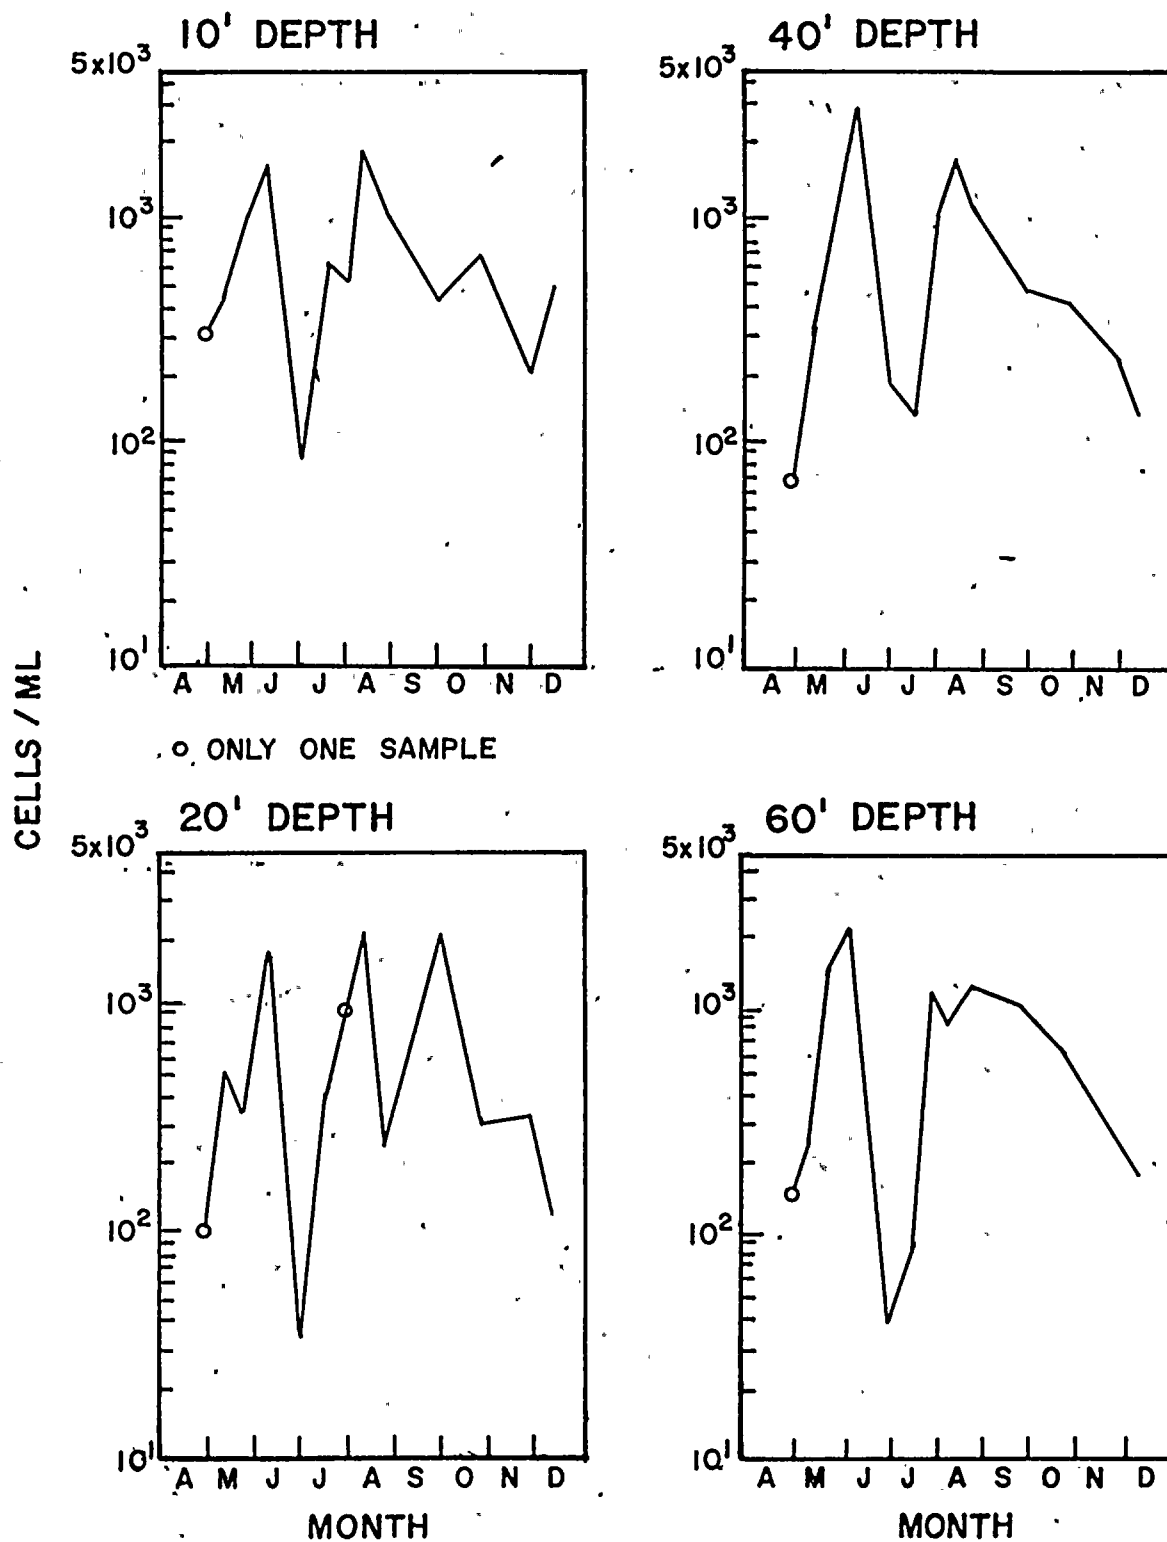 10' DEPTH
5x10³
10³
10²
10¹
A M J J A S O N D
40' DEPTH
5x10³
10³
10²
10¹
A M J J A S O N D
CELLS / ML
O ONLY ONE SAMPLE
20' DEPTH
5x10³
10³
10²
10¹
A M J J A S O N D
MONTH
60' DEPTH
5x10³
10³
10²
10¹
A M J J A S O N D
MONTH